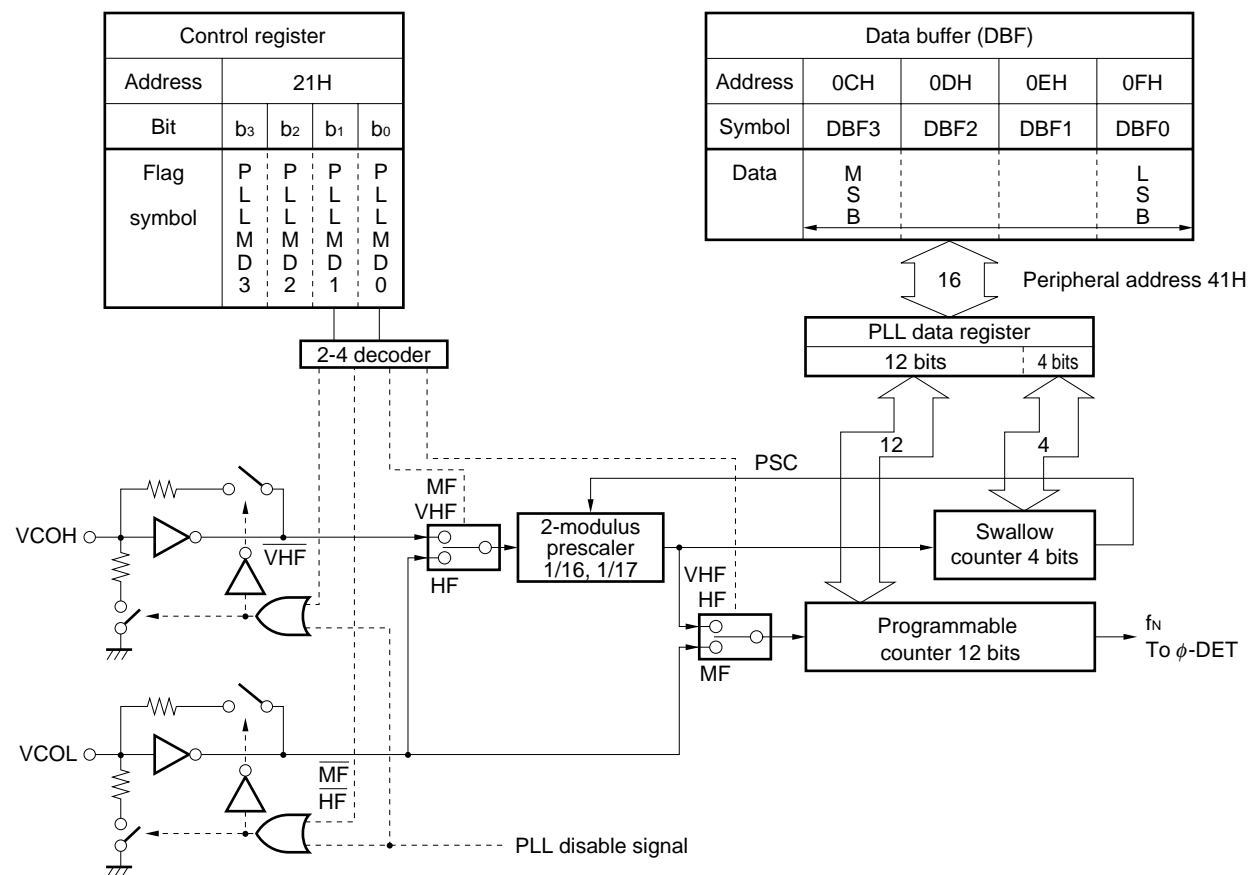 Control register
Address 21H
Bit b3 b2 b1 b0
Flag symbol PLLMD3 PLLMD2 PLLMD1 PLLMD0
Data buffer (DBF)
Address 0CH 0DH 0EH 0FH
Symbol DBF3 DBF2 DBF1 DBF0
Data MSB LSB
16
Peripheral address 41H
PLL data register
12 bits 4 bits
2-4 decoder
12
4
PSC
MF
VHF
HF
VCOH
VHF
2-modulus
prescaler
1/16, 1/17
Swallow
counter 4 bits
VHF
HF
MF
Programmable
counter 12 bits
fN
To ϕ-DET
VCOL
MF
HF
PLL disable signal